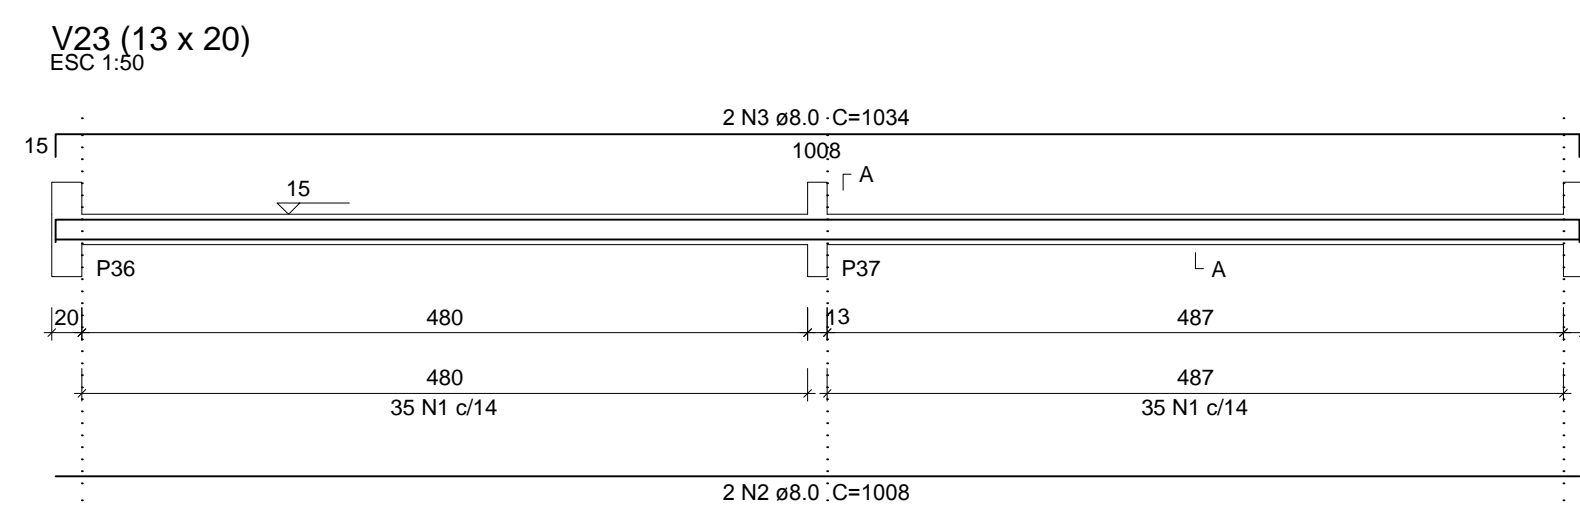 V23 (13 x 20)
ESC 1:50
2 N3 ø8.0 C=1034
15
1008
A
15
P36
P37
A
20
480
13
487
480
487
35 N1 c/14
35 N1 c/14
2 N2 ø8.0 C=1008